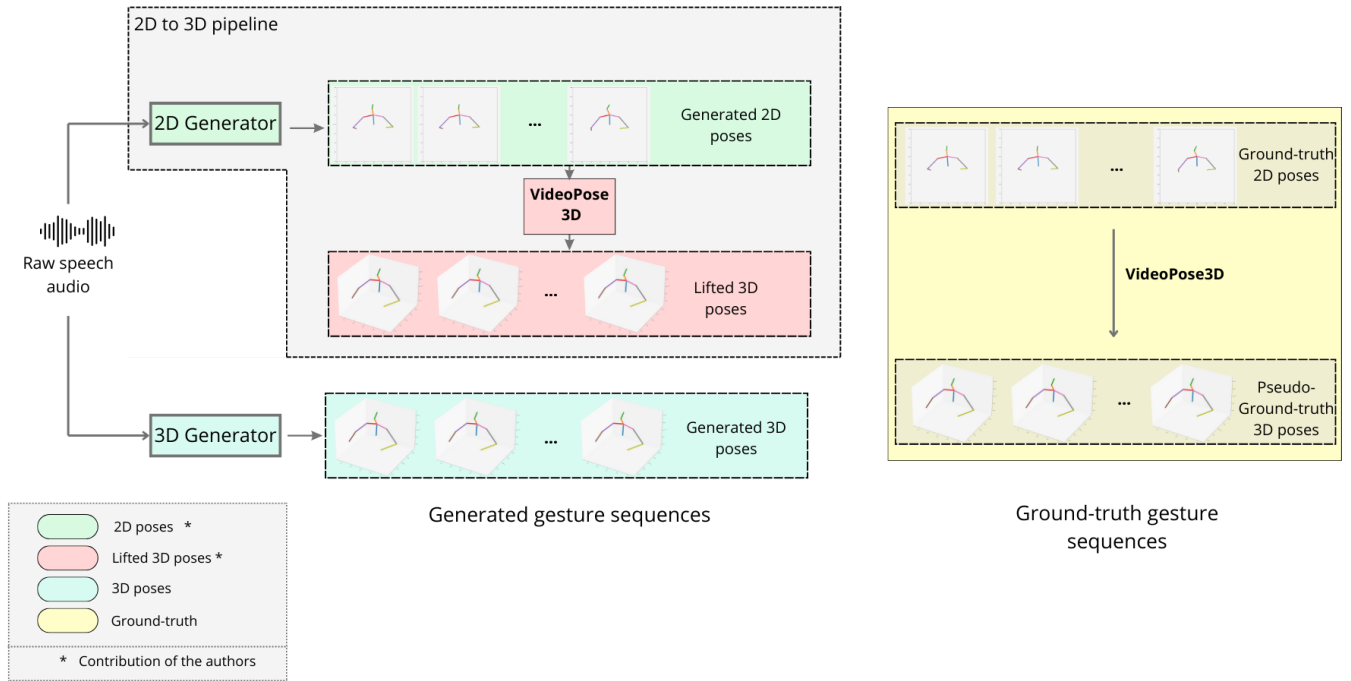 2D to 3D pipeline
2D Generator
...
Generated 2D
poses
VideoPose
3D
Raw speech
audio
...
Lifted 3D
poses
3D Generator
...
Generated 3D
poses
Generated gesture sequences
...
Ground-truth
2D poses
VideoPose3D
...
Pseudo-
Ground-truth
3D poses
Ground-truth gesture
sequences
2D poses *
Lifted 3D poses *
3D poses
Ground-truth
* Contribution of the authors